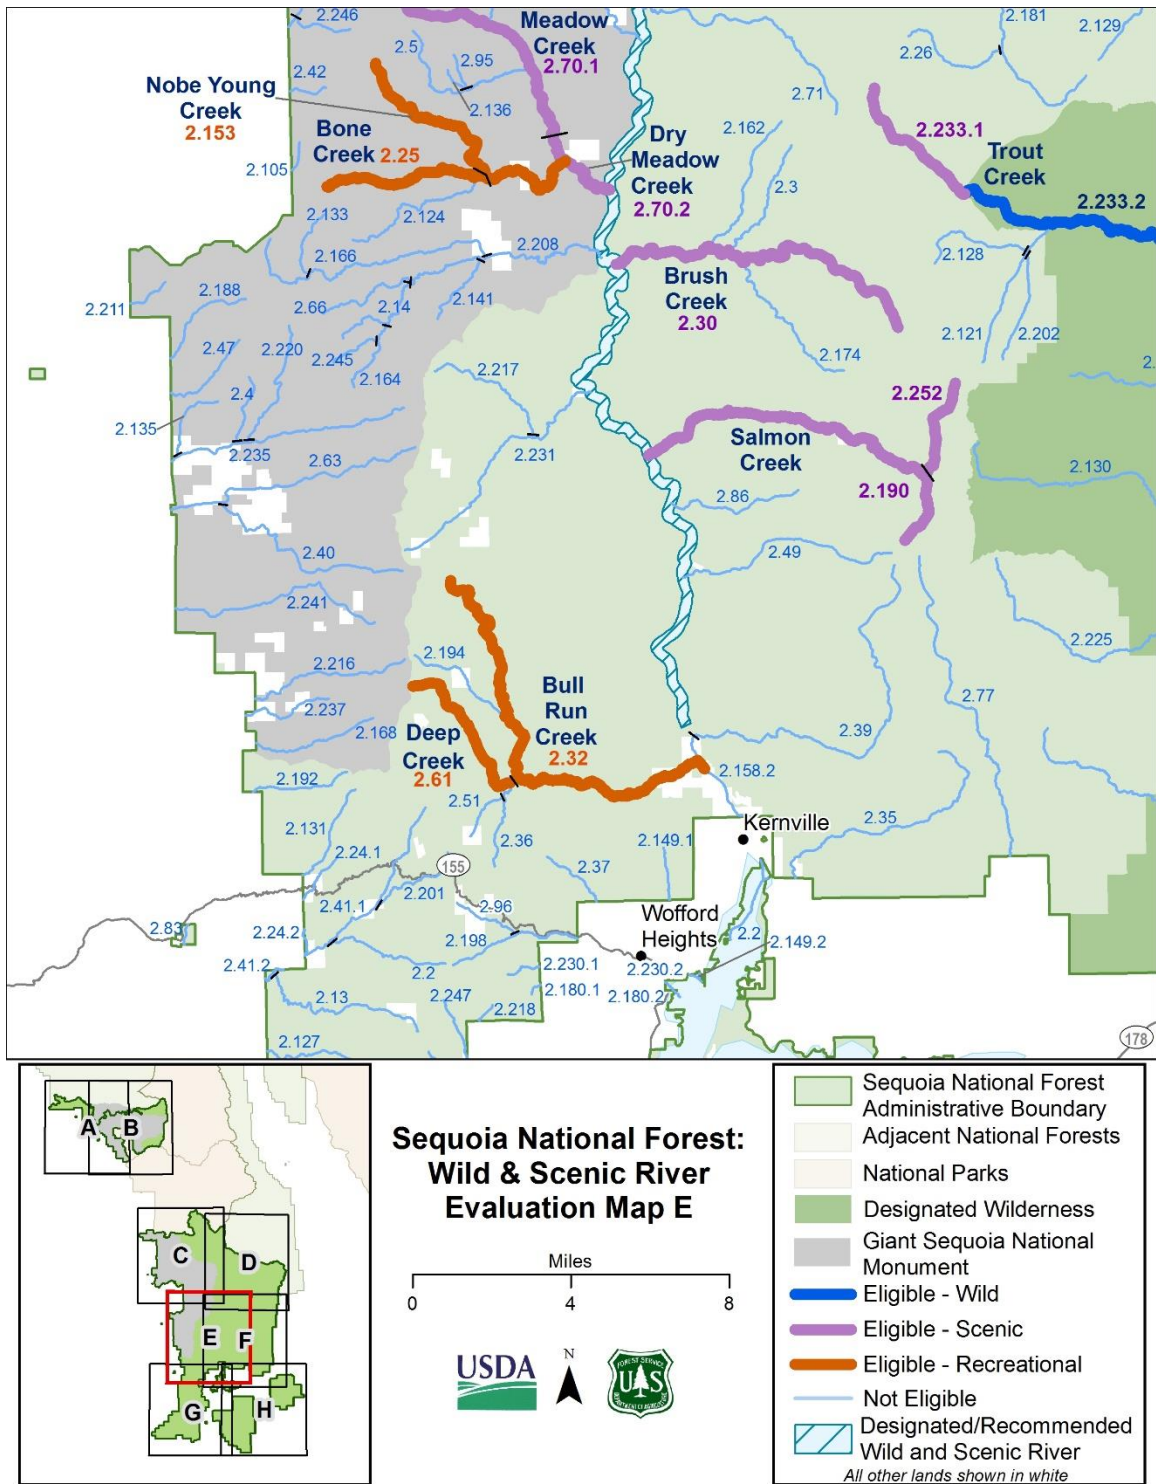 2.246
Meadow
Creek
2.70.1
2.181
2.129
2.5
2.95
2.26
2.42
2.136
2.71
Nobe Young
Creek
2.153
Bone
Creek 2.25
Dry
Meadow
Creek
2.70.2
2.162
2.233.1
Trout
Creek
2.105
2.3
2.233.2
2.133
2.124
2.208
2.166
2.128
2.188
2.211
2.66
2.14
2.141
Brush
Creek
2.30
2.121
2.202
2.47
2.220
2.245
2.164
2.217
2.174
2.
2.4
2.252
2.135
2.235
2.63
2.231
Salmon
Creek
2.190
2.130
2.86
2.40
2.49
2.241
2.225
2.216
2.194
2.77
2.237
Bull
Run
Creek
2.32
2.168
Deep
Creek
2.61
2.39
2.192
2.158.2
2.51
2.131
2.36
2.149.1
Kernville
2.35
2.24.1
155
2.37
2.201
2.41.1
2.96
Wofford
Heights
2.83
2.24.2
2.198
2.2
2.149.2
2.41.2
2.2
2.230.1
2.230.2
2.13
2.247
2.180.1
2.180.2
2.218
2.127
178
A
B
C
D
E
F
G
H
Sequoia National Forest:
Wild & Scenic River
Evaluation Map E
Miles
0
4
8
USDA
N
FOREST SERVICE
U S
DEPARTMENT OF AGRICULTURE
Sequoia National Forest
Administrative Boundary
Adjacent National Forests
National Parks
Designated Wilderness
Giant Sequoia National
Monument
Eligible - Wild
Eligible - Scenic
Eligible - Recreational
Not Eligible
Designated/Recommended
Wild and Scenic River
All other lands shown in white